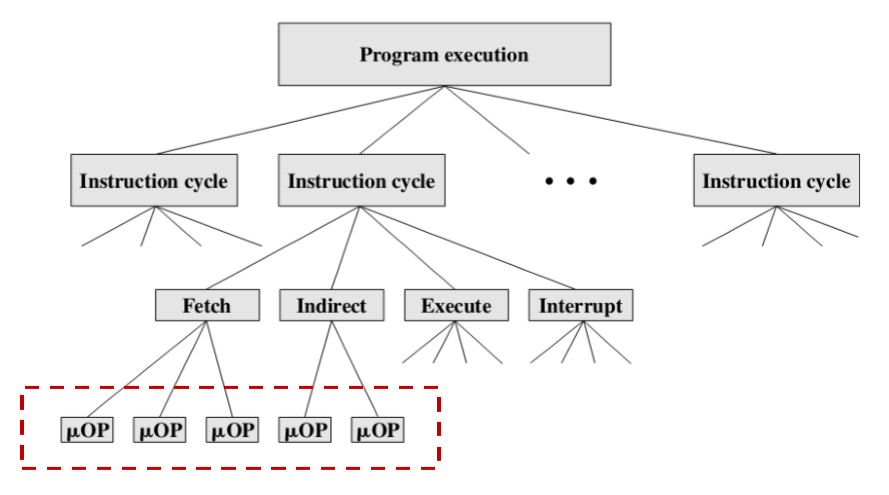 Program execution
Instruction cycle
Instruction cycle
• • •
Instruction cycle
Fetch
Indirect
Execute
Interrupt
μOP
μOP
μOP
μOP
μOP